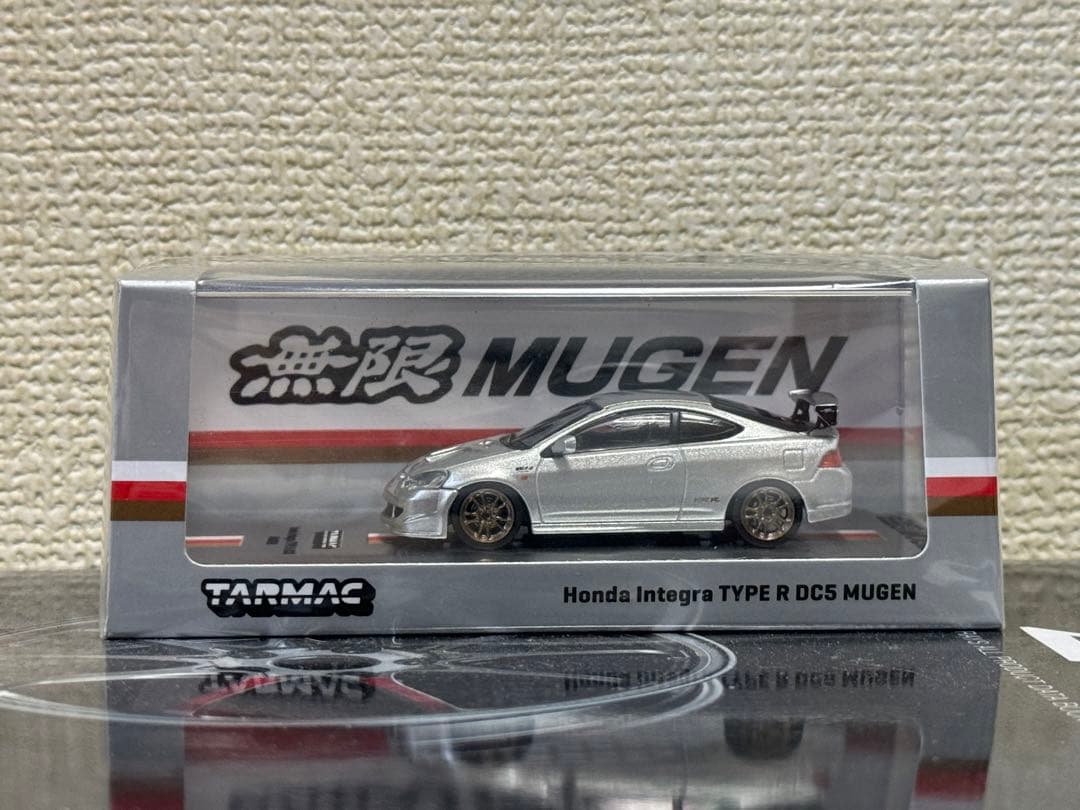 無限 MUGEN
TARMAC
Honda Integra TYPE R DC5 MUGEN